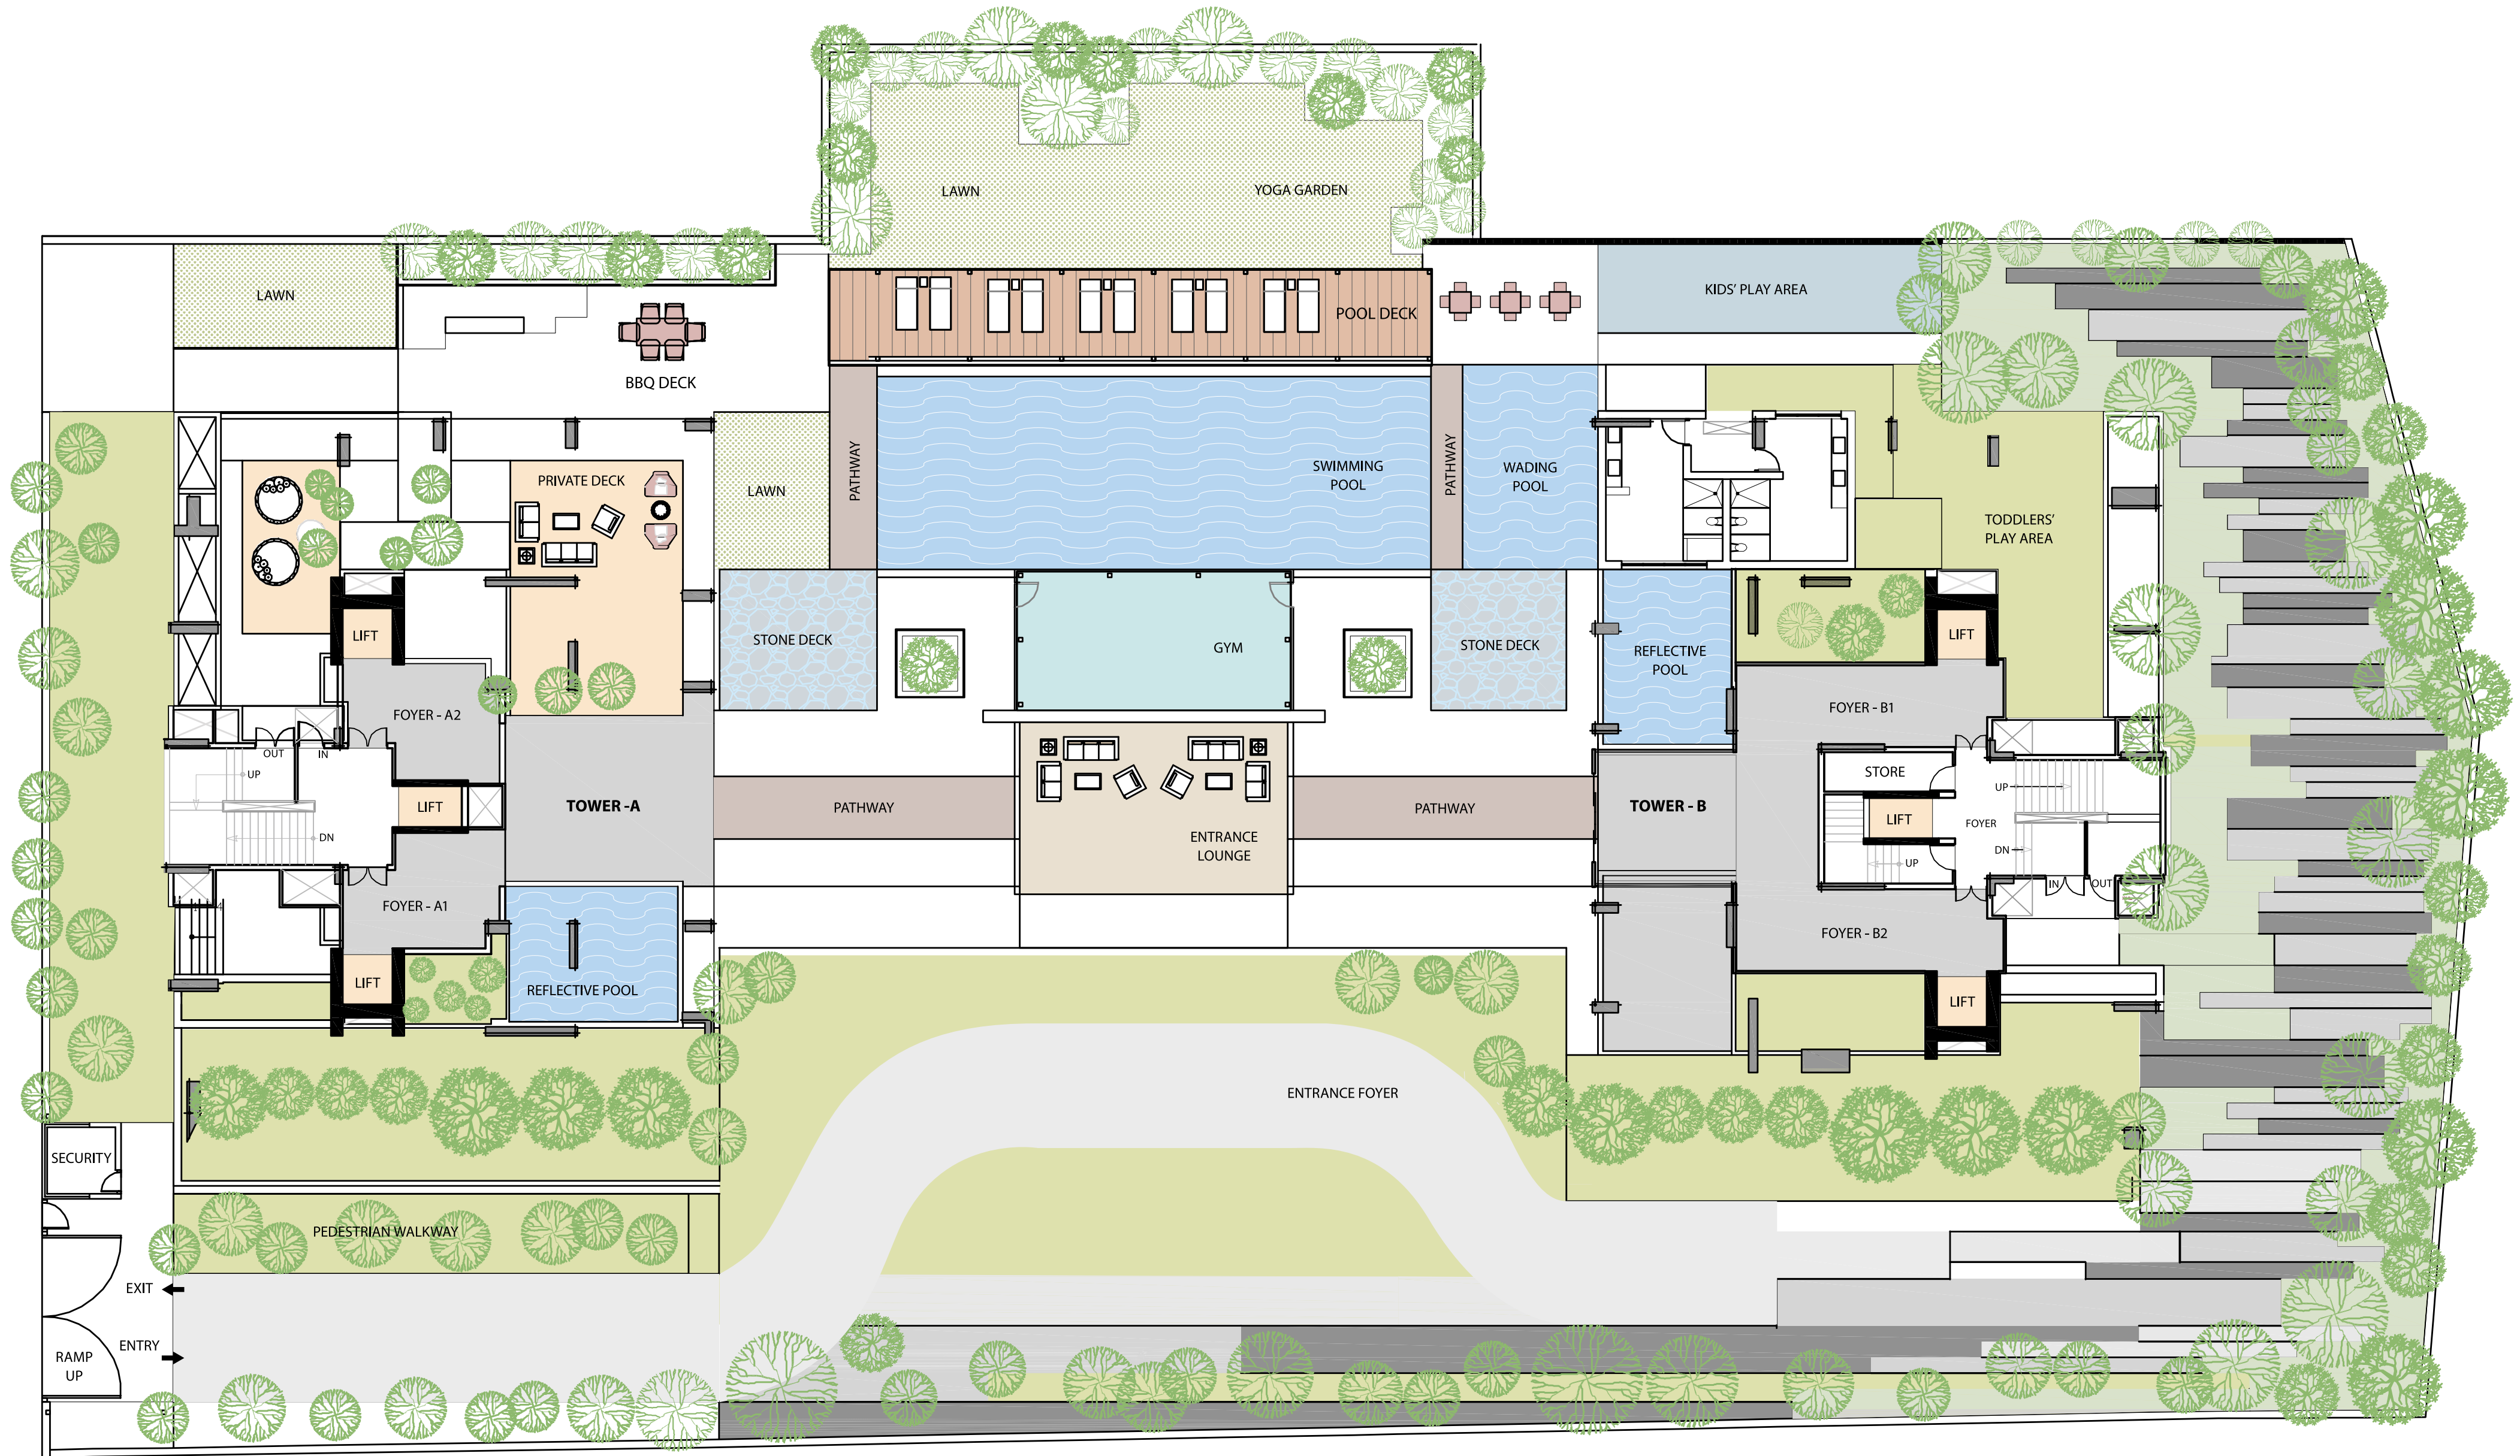 LAWN
YOGA GARDEN
LAWN
KIDS' PLAY AREA
POOL DECK
BBQ DECK
PRIVATE DECK
LAWN
PATHWAY
SWIMMING
POOL
PATHWAY
WADING
POOL
TODDLERS'
PLAY AREA
LIFT
STONE DECK
GYM
STONE DECK
REFLECTIVE
POOL
LIFT
FOYER - A2
FOYER - B1
OUT
IN
UP
STORE
UP
LIFT
TOWER -A
PATHWAY
PATHWAY
TOWER - B
LIFT
FOYER
DN
ENTRANCE
LOUNGE
DN
UP
IN
OUT
FOYER - A1
FOYER - B2
LIFT
REFLECTIVE POOL
LIFT
ENTRANCE FOYER
SECURITY
PEDESTRIAN WALKWAY
EXIT
ENTRY
RAMP
UP